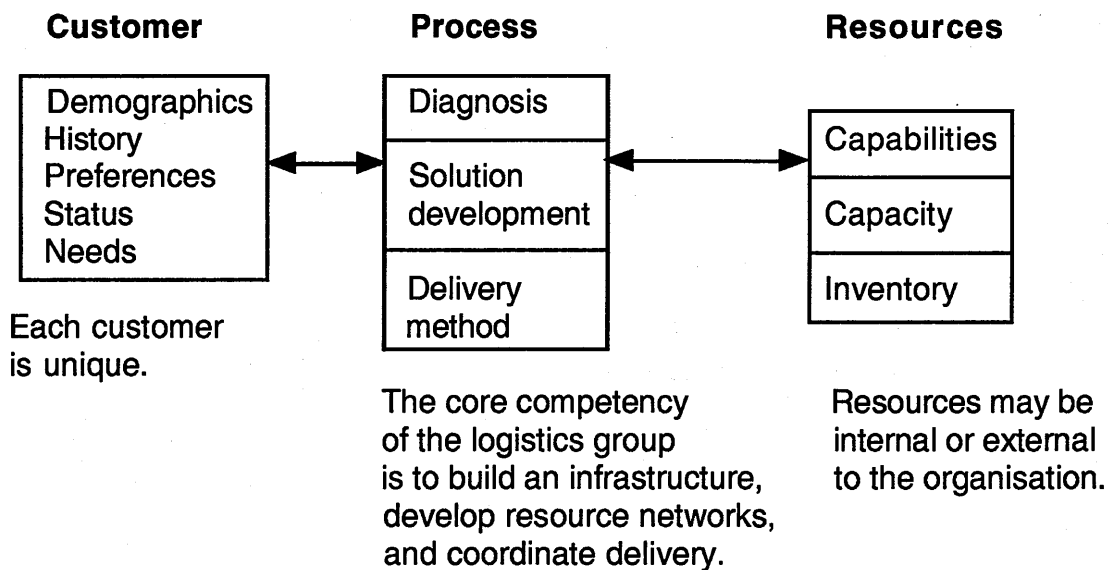 Customer
Demographics
History
Preferences
Status
Needs
Each customer
is unique.
Process
Diagnosis
Solution
development
Delivery
method
The core competency
of the logistics group
is to build an infrastructure,
develop resource networks,
and coordinate delivery.
Resources
Capabilities
Capacity
Inventory
Resources may be
internal or external
to the organisation.